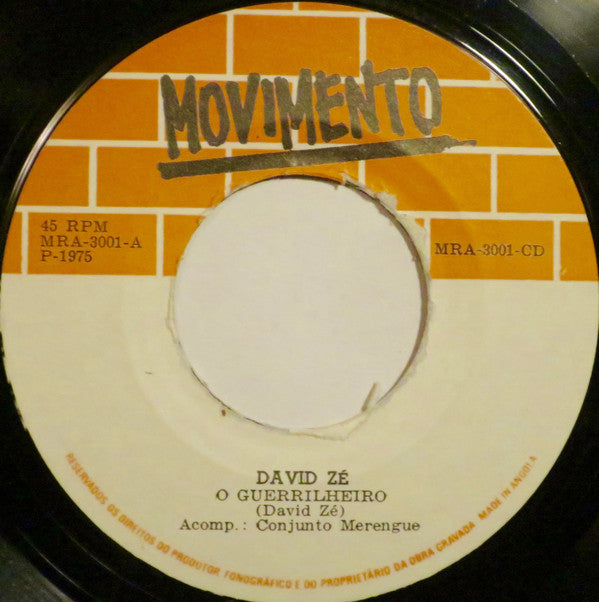 MOVIMENTO
45 RPM
MRA-3001-A
P-1975
MRA-3001-CD
DAVID ZÉ
O GUERRILHEIRO
(David Zé)
Acomp.: Conjunto Merengue
RESERVADOS OS DIREITOS DO PRODUTOR FONOGRÁFICO E DO PROPRIETÁRIO DA OBRA GRAVADA MADE IN ANGOLA